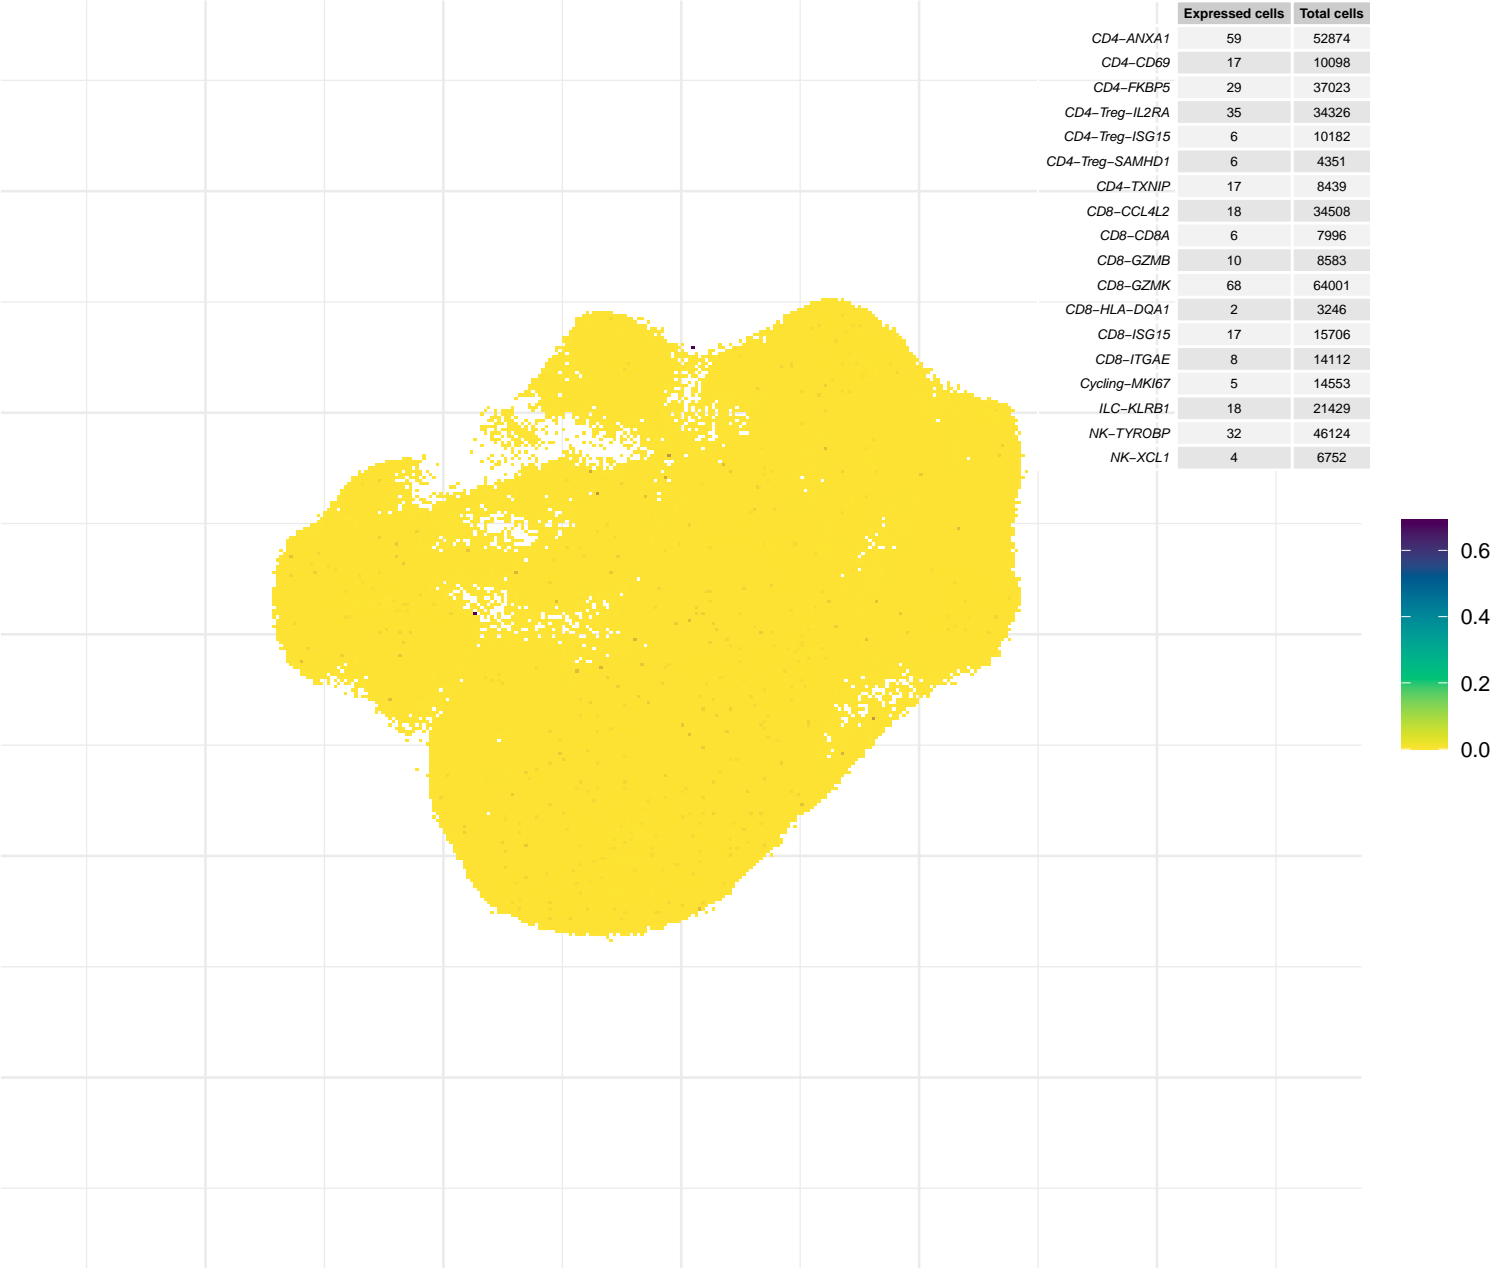 Expressed cells Total cells
CD4−ANXA1 59 52874
CD4−CD69 17 10098
CD4−FKBP5 29 37023
CD4−Treg−IL2RA 35 34326
CD4−Treg−ISG15 6 10182
CD4−Treg−SAMHD1 6 4351
CD4−TXNIP 17 8439
CD8−CCL4L2 18 34508
CD8−CD8A 6 7996
CD8−GZMB 10 8583
CD8−GZMK 68 64001
CD8−HLA−DQA1 2 3246
CD8−ISG15 17 15706
CD8−ITGAE 8 14112
Cycling−MKI67 5 14553
ILC−KLRB1 18 21429
NK−TYROBP 32 46124
NK−XCL1 4 6752
0.6
0.4
0.2
0.0